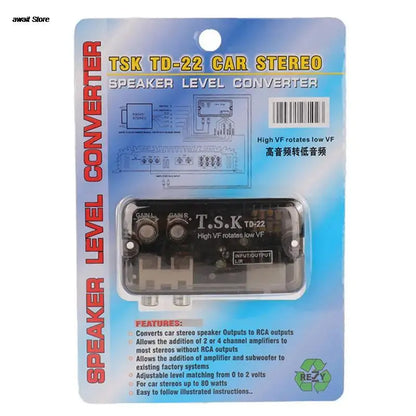 await Store
TSK TD-22 CAR STEREO
SPEAKER LEVEL CONVERTER
SPEAKER LEVEL CONVERTER
High VF rotates low VF
高音频转低音频
GAIN L
GAIN R
T.S.K TD-22
High VF rotates low VF
INPUT/OUTPUT
L/R
FEATURES:
Converts car stereo speaker Outputs to RCA outputs
Allows the addition of 2 or 4 channel amplifiers to
most stereos without RCA outputs
Allows the addition of amplifier and subwoofer to
existing factory systems
Adjustable level matching from 0 to 2 volts
For car stereos up to 80 watts
Easy to follow illustrated instructions..
REZY